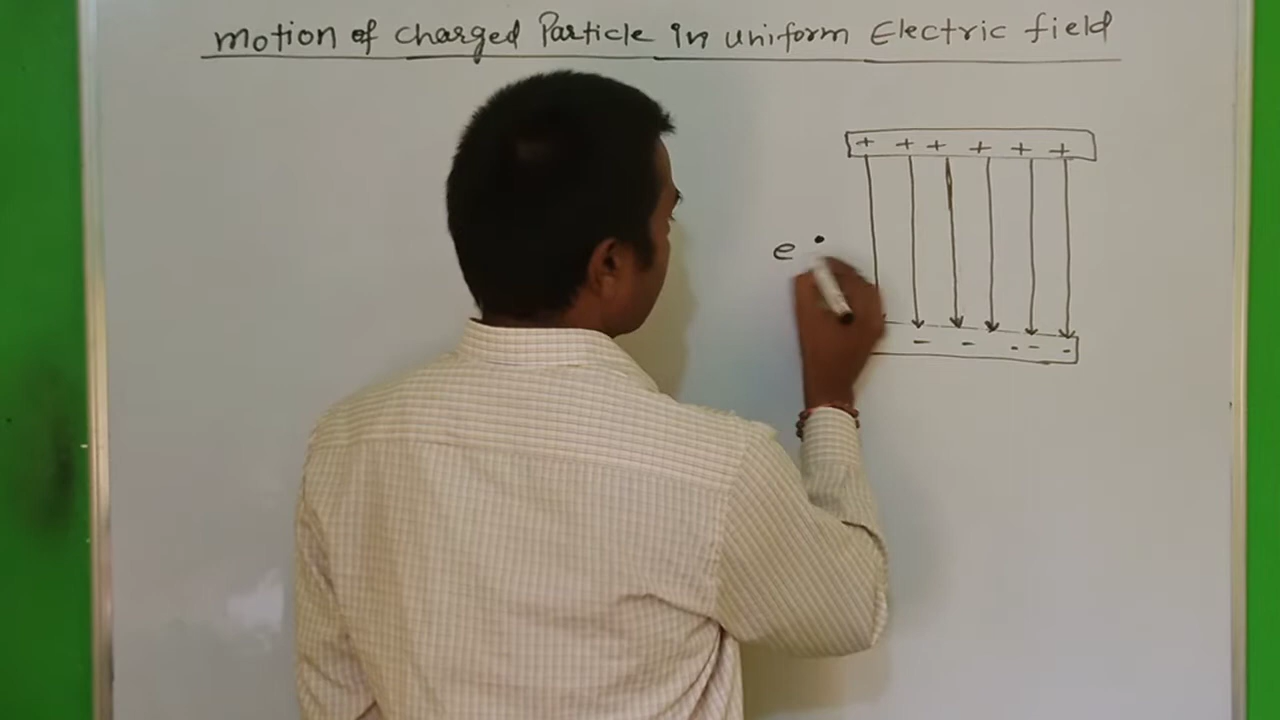 motion of charged Particle in uniform Electric field
+ + + + + +
e
- - - - -